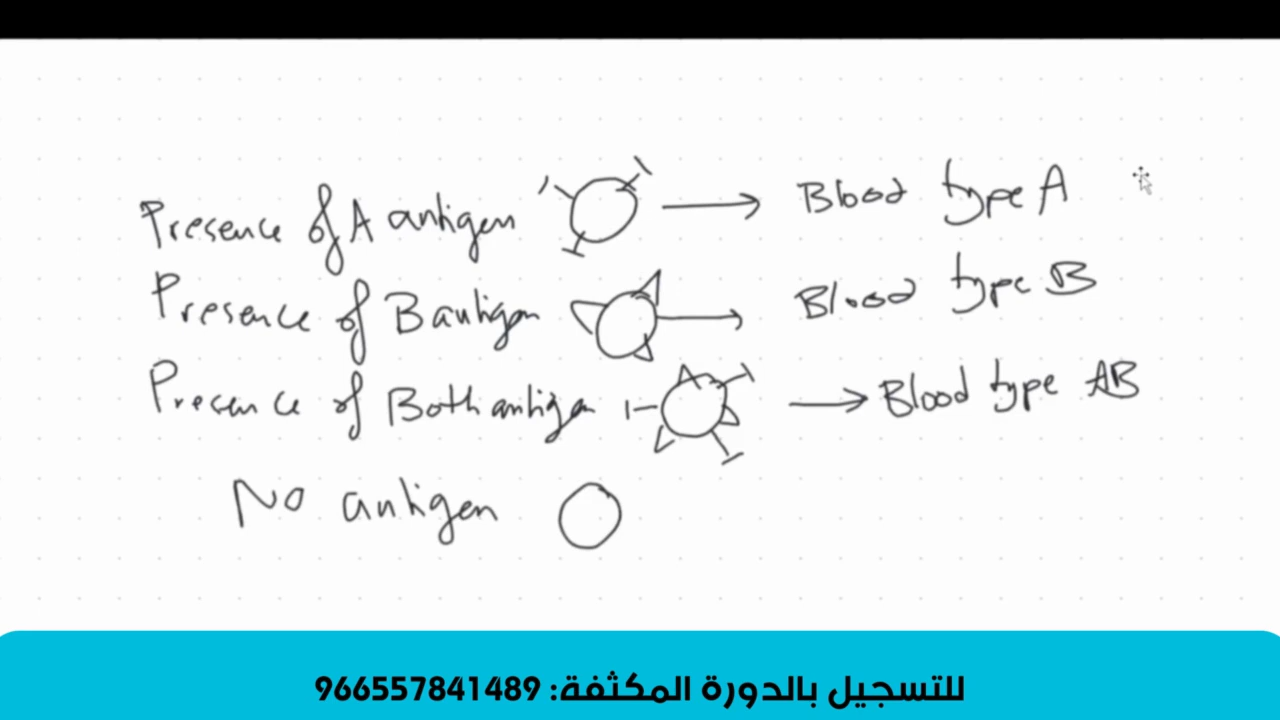 Presence of A antigen → Blood type A
Presence of B antigen → Blood type B
Presence of Both antigen → Blood type AB
No antigen
للتسجيل بالدورة المكثفة: 966557841489